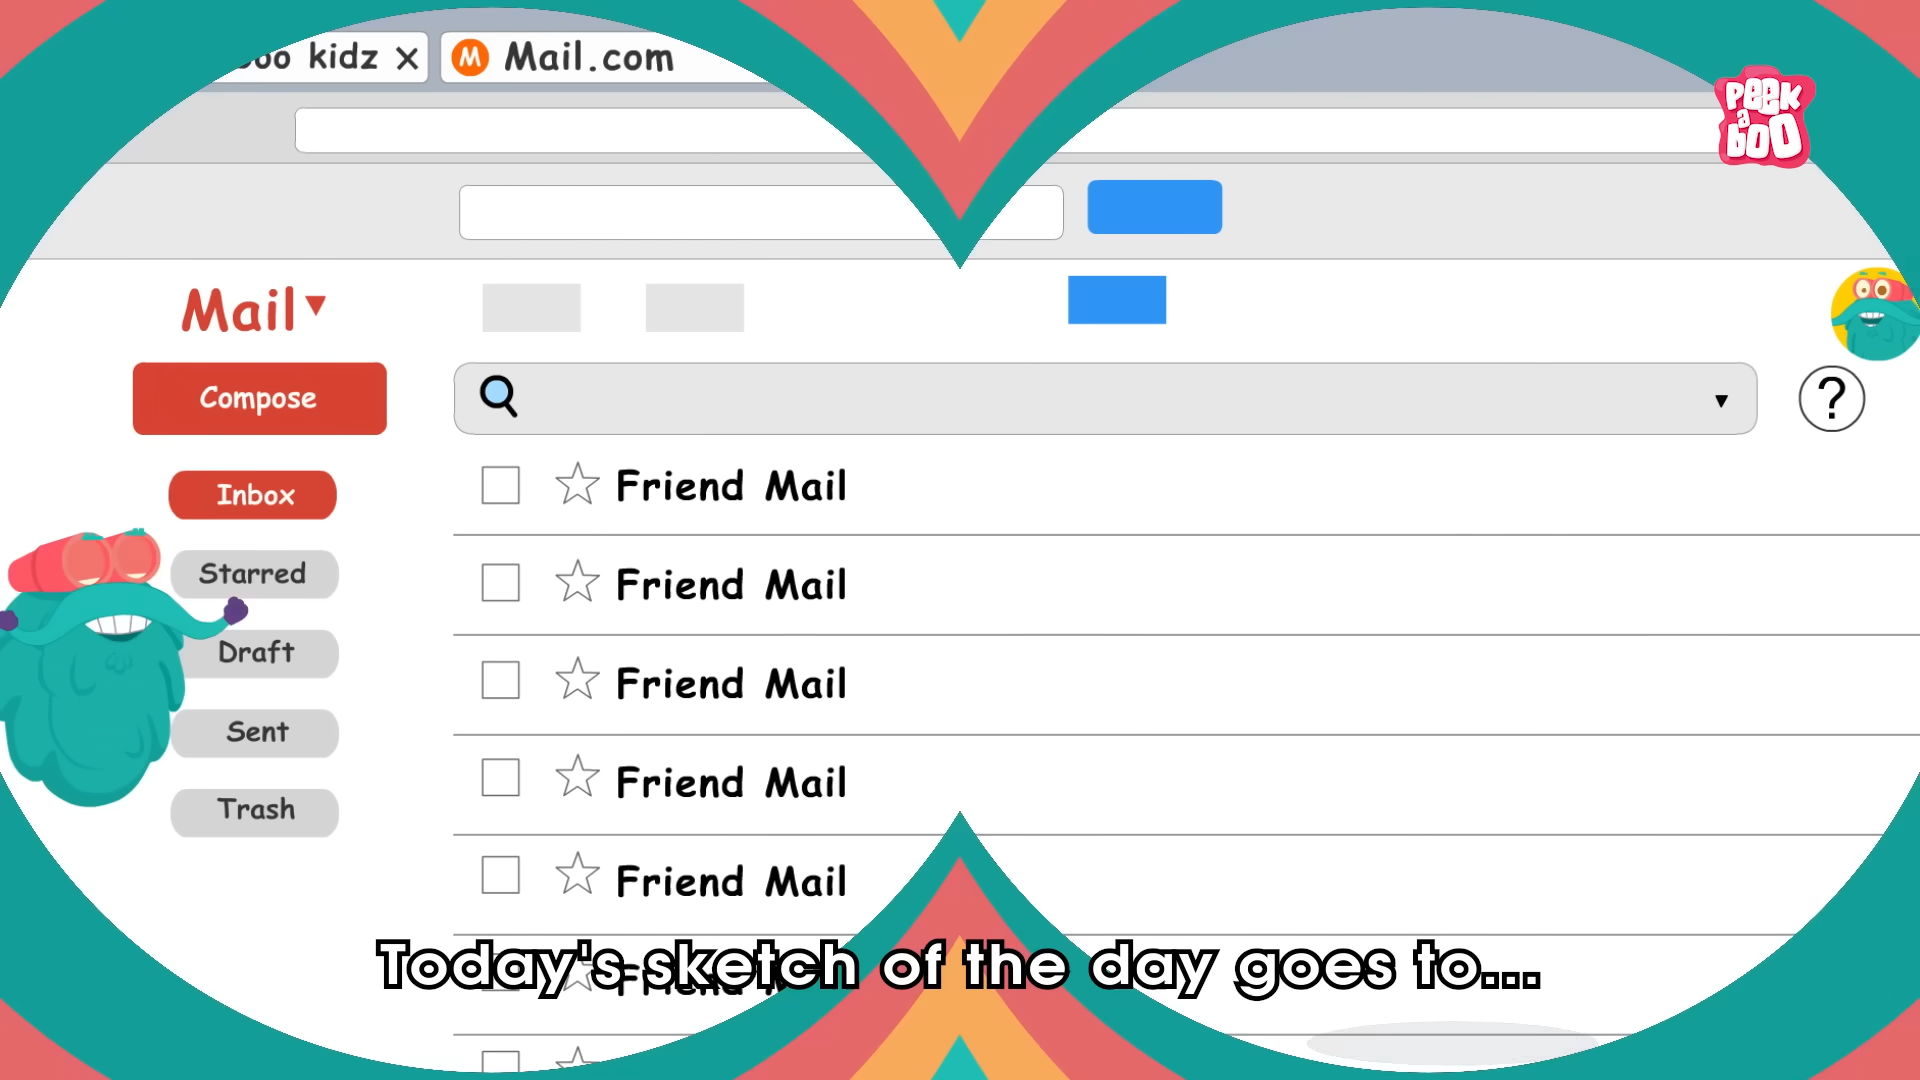 kidz X
M Mail.com
Peek
a
boo
Mail
Compose
?
Inbox
Friend Mail
Starred
Friend Mail
Draft
Friend Mail
Sent
Friend Mail
Trash
Friend Mail
Today's sketch of the day goes to...